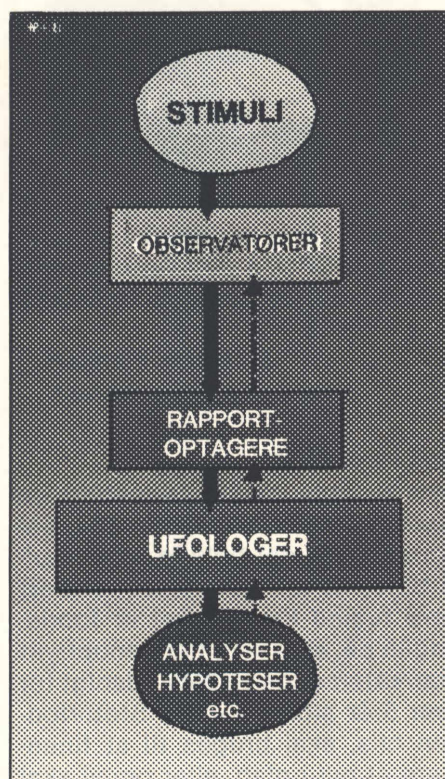 STIMULI
OBSERVATØRER
RAPPORT-
OPTAGERE
UFOLOGER
ANALYSER
HYPOTESER
etc.